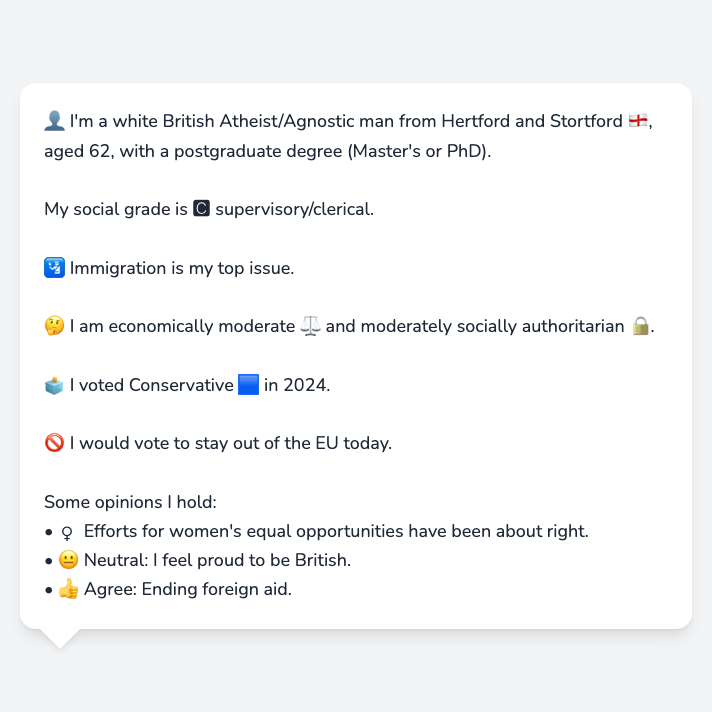 👤 I'm a white British Atheist/Agnostic man from Hertford and Stortford 🏴󠁧󠁢󠁥󠁮󠁧󠁿,
aged 62, with a postgraduate degree (Master's or PhD).
My social grade is 🅲 supervisory/clerical.
🛂 Immigration is my top issue.
🤔 I am economically moderate ⚖️ and moderately socially authoritarian 🔒.
🗳️ I voted Conservative 🟦 in 2024.
🚫 I would vote to stay out of the EU today.
Some opinions I hold:
• ♀ Efforts for women's equal opportunities have been about right.
• 😐 Neutral: I feel proud to be British.
• 👍 Agree: Ending foreign aid.